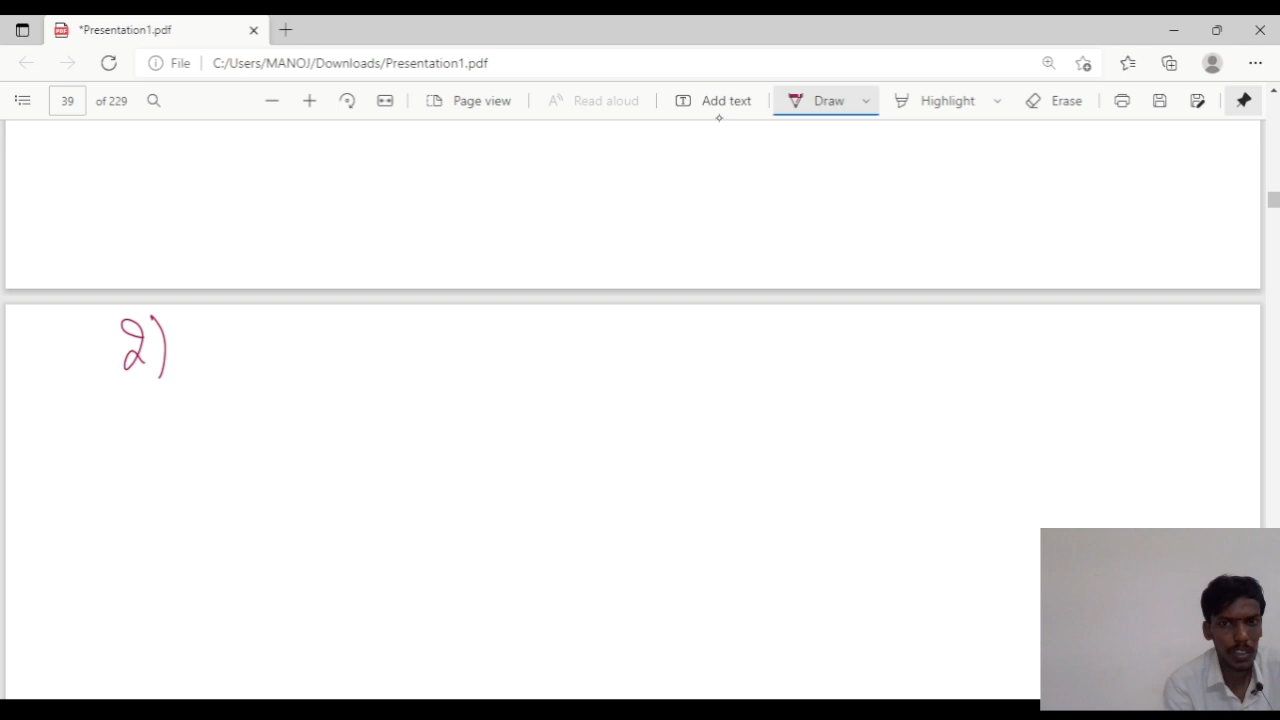 *Presentation1.pdf
File C:/Users/MANOJ/Downloads/Presentation1.pdf
39 of 229 Page view Read aloud Add text Draw Highlight Erase
2)